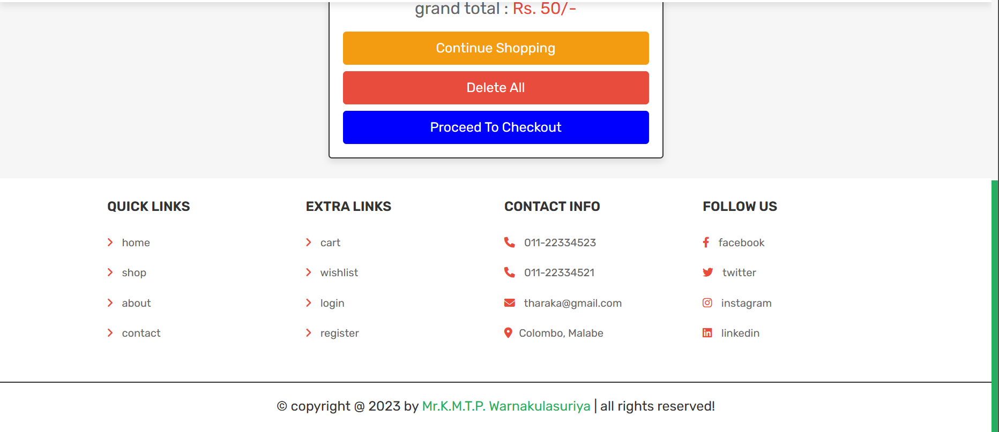 grand total : Rs. 50/-
Continue Shopping
Delete All
Proceed To Checkout
QUICK LINKS
home
shop
about
contact
EXTRA LINKS
cart
wishlist
login
register
CONTACT INFO
011-22334523
011-22334521
tharaka@gmail.com
Colombo, Malabe
FOLLOW US
facebook
twitter
instagram
linkedin
© copyright @ 2023 by Mr.K.M.T.P. Warnakulasuriya | all rights reserved!